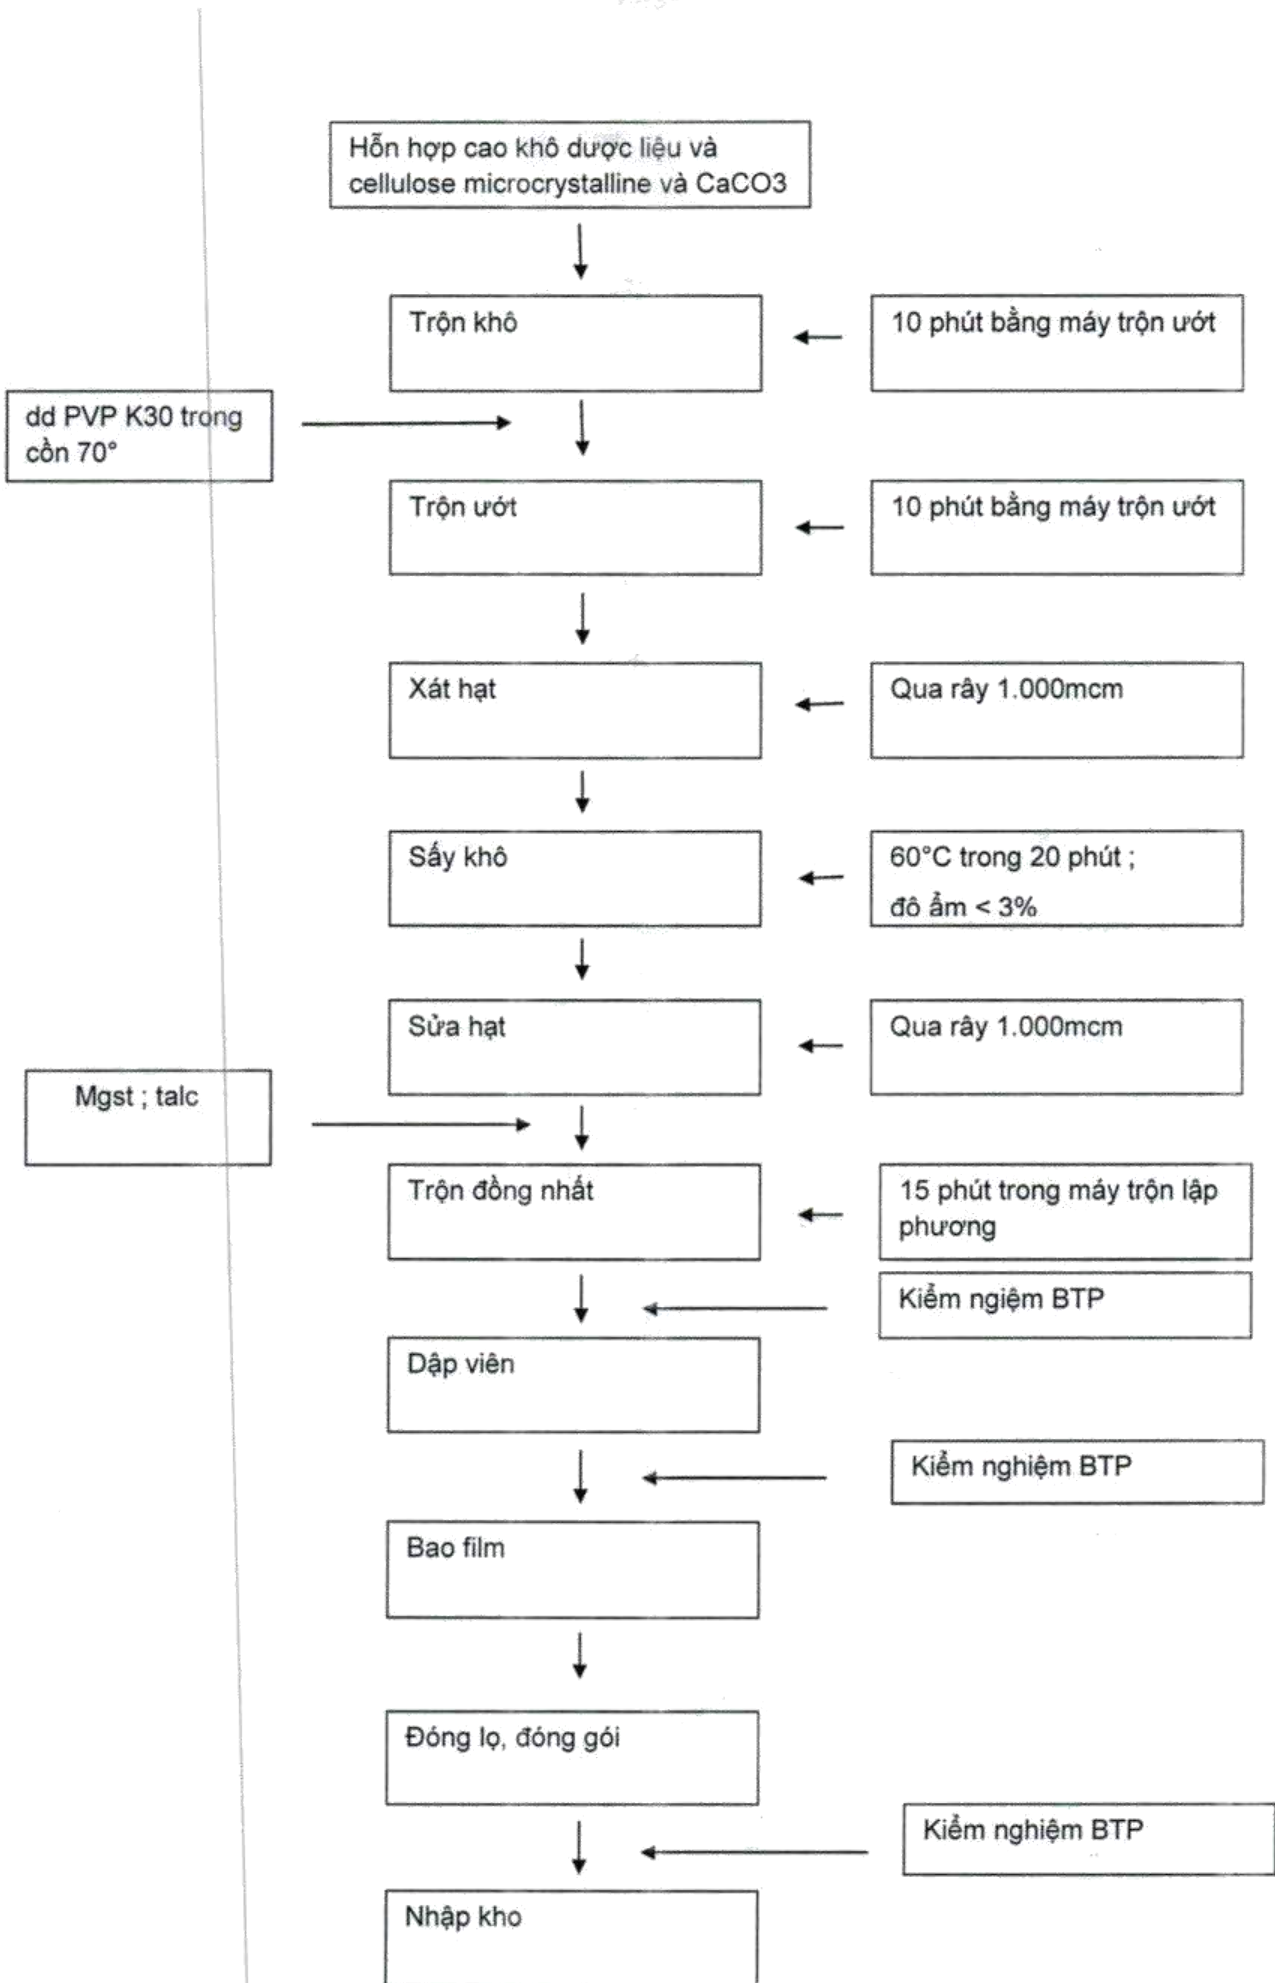 Hỗn hợp cao khô dược liệu và
cellulose microcrystalline và CaCO3
Trộn khô
10 phút bằng máy trộn ướt
dd PVP K30 trong
cồn 70°
Trộn ướt
10 phút bằng máy trộn ướt
Xát hạt
Qua rây 1.000mcm
Sấy khô
60°C trong 20 phút ;
đô ẩm < 3%
Sửa hạt
Qua rây 1.000mcm
Mgst ; talc
Trộn đồng nhất
15 phút trong máy trộn lập
phương
Kiểm ngiệm BTP
Dập viên
Kiểm nghiệm BTP
Bao film
Đóng lọ, đóng gói
Kiểm nghiệm BTP
Nhập kho